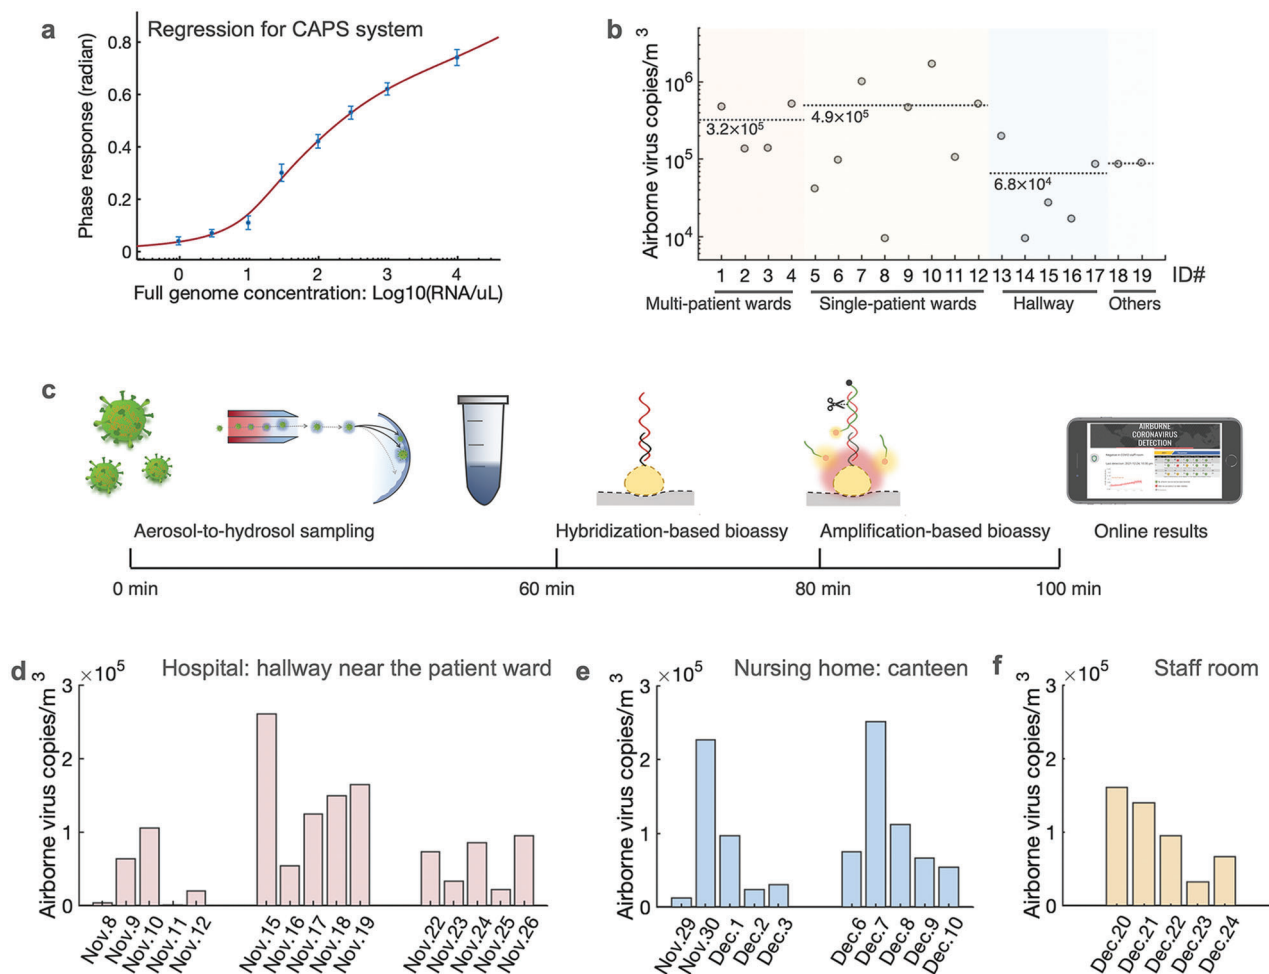 a
Regression for CAPS system
Phase response (radian)
0.8
0.6
0.4
0.2
0
0 1 2 3 4
Full genome concentration: Log10(RNA/uL)
b
Airborne virus copies/m 3
10^6
10^5
10^4
3.2×10^5
4.9×10^5
6.8×10^4
1 2 3 4 5 6 7 8 9 10 11 12 13 14 15 16 17 18 19 ID#
Multi-patient wards Single-patient wards Hallway Others
c
AIRBORNE
CORONAVIRUS
DETECTION
Aerosol-to-hydrosol sampling Hybridization-based bioassy Amplification-based bioassy Online results
0 min 60 min 80 min 100 min
d
×10^5
Hospital: hallway near the patient ward
Airborne virus copies/m 3
3
2
1
0
Nov.8 Nov.9 Nov.10 Nov.11 Nov.12 Nov.15 Nov.16 Nov.17 Nov.18 Nov.19 Nov.22 Nov.23 Nov.24 Nov.25 Nov.26
e
×10^5
Nursing home: canteen
Airborne virus copies/m 3
3
2
1
0
Nov.29 Nov.30 Dec.1 Dec.2 Dec.3 Dec.6 Dec.7 Dec.8 Dec.9 Dec.10
f
×10^5
Staff room
Airborne virus copies/m 3
3
2
1
0
Dec.20 Dec.21 Dec.22 Dec.23 Dec.24